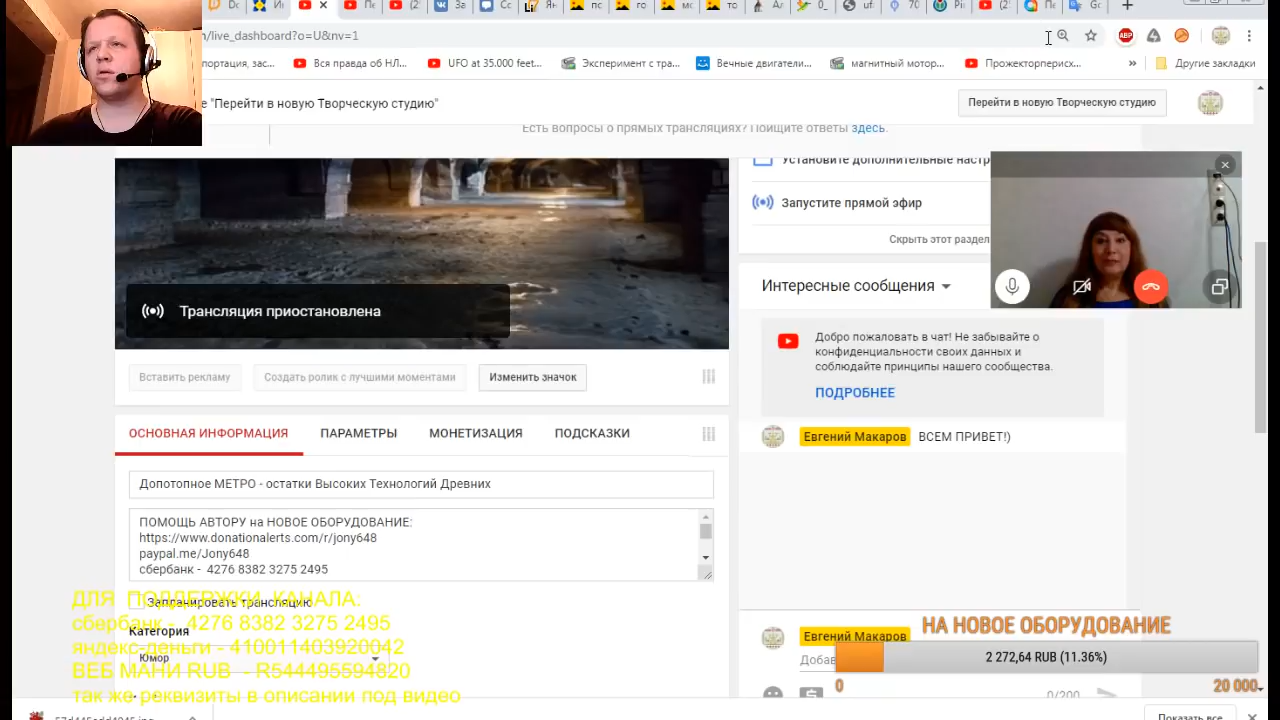 n/live_dashboard?o=U&nv=1
портация, зас...
Вся правда об НЛ...
UFO at 35.000 feet...
Эксперимент с тра...
Вечные двигатели...
магнитный мотор...
Прожекторперисх...
Другие закладки
е "Перейти в новую Творческую студию"
Перейти в новую Творческую студию
Есть вопросы о прямых трансляциях? Поищите ответы здесь.
Установите дополнительные настр
Запустите прямой эфир
Скрыть этот раздел
Интересные сообщения
Трансляция приостановлена
Добро пожаловать в чат! Не забывайте о
конфиденциальности своих данных и
соблюдайте принципы нашего сообщества.
ПОДРОБНЕЕ
Вставить рекламу
Создать ролик с лучшими моментами
Изменить значок
Евгений Макаров ВСЕМ ПРИВЕТ!)
ОСНОВНАЯ ИНФОРМАЦИЯ
ПАРАМЕТРЫ
МОНЕТИЗАЦИЯ
ПОДСКАЗКИ
Допотопное МЕТРО - остатки Высоких Технологий Древних
ПОМОЩЬ АВТОРУ на НОВОЕ ОБОРУДОВАНИЕ:
https://www.donationalerts.com/r/jony648
paypal.me/Jony648
сбербанк - 4276 8382 3275 2495
ДЛЯ ПОДДЕРЖКИ КАНАЛА:
Запланировать трансляцию
сбербанк - 4276 8382 3275 2495
Категория
яндекс-деньги - 410011403920042
Юмор
ВЕБ МАНИ RUB - R544495594820
так же реквизиты в описании под видео
Евгений Макаров
НА НОВОЕ ОБОРУДОВАНИЕ
Доба
2 272,64 RUB (11.36%)
0
20 000
0/200
Показать все